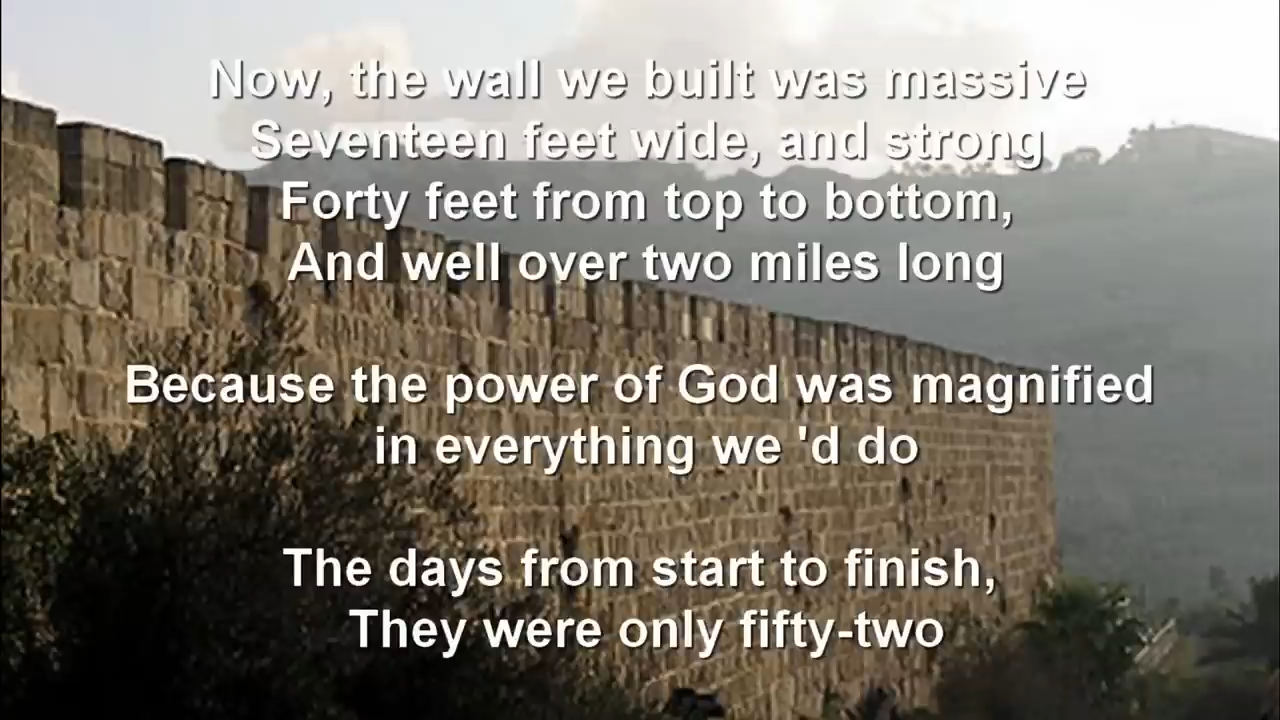 Now, the wall we built was massive
Seventeen feet wide, and strong
Forty feet from top to bottom,
And well over two miles long
Because the power of God was magnified
in everything we 'd do
The days from start to finish,
They were only fifty-two